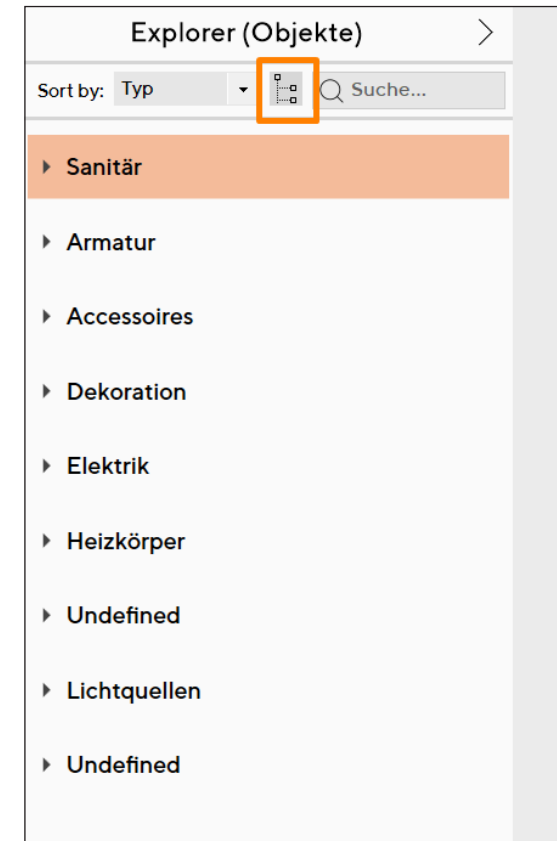 Explorer (Objekte)
Sort by: Typ Suche...
Sanitär
Armatur
Accessoires
Dekoration
Elektrik
Heizkörper
Undefined
Lichtquellen
Undefined